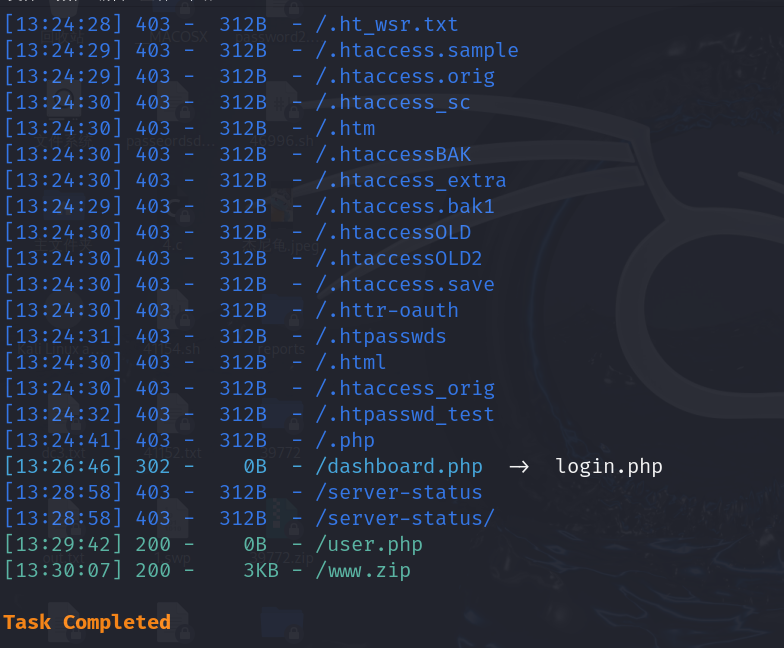 [13:24:28] 403 -  312B  - /.ht_wsr.txt
[13:24:29] 403 -  312B  - /.htaccess.sample
[13:24:29] 403 -  312B  - /.htaccess.orig
[13:24:30] 403 -  312B  - /.htaccess_sc
[13:24:30] 403 -  312B  - /.htm
[13:24:30] 403 -  312B  - /.htaccessBAK
[13:24:30] 403 -  312B  - /.htaccess_extra
[13:24:29] 403 -  312B  - /.htaccess.bak1
[13:24:30] 403 -  312B  - /.htaccessOLD
[13:24:30] 403 -  312B  - /.htaccessOLD2
[13:24:30] 403 -  312B  - /.htaccess.save
[13:24:30] 403 -  312B  - /.httr-oauth
[13:24:31] 403 -  312B  - /.htpasswds
[13:24:30] 403 -  312B  - /.html
[13:24:30] 403 -  312B  - /.htaccess_orig
[13:24:32] 403 -  312B  - /.htpasswd_test
[13:24:41] 403 -  312B  - /.php
[13:26:46] 302 -    0B  - /dashboard.php  →  login.php
[13:28:58] 403 -  312B  - /server-status
[13:28:58] 403 -  312B  - /server-status/
[13:29:42] 200 -    0B  - /user.php
[13:30:07] 200 -    3KB - /www.zip
Task Completed